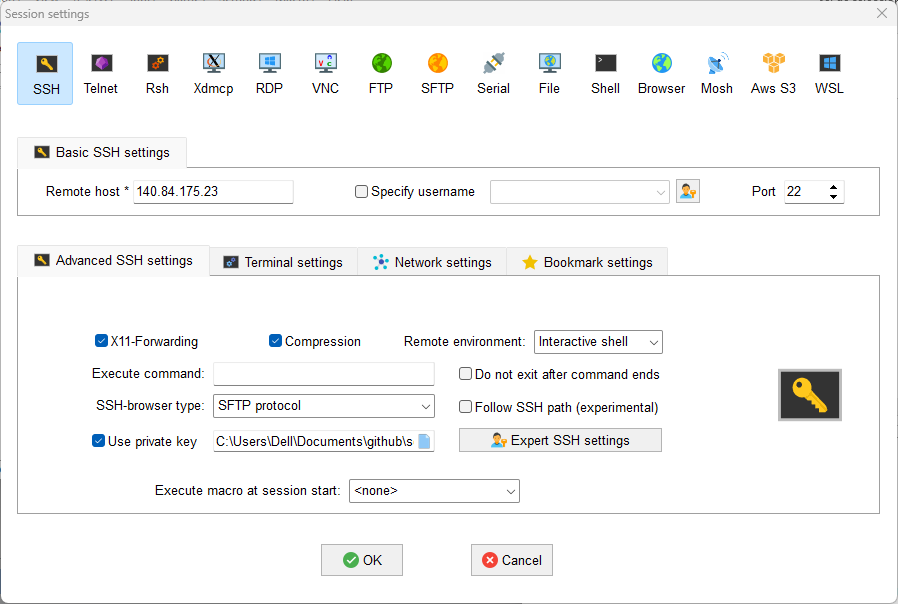 Session settings
SSH Telnet Rsh Xdmcp RDP VNC FTP SFTP Serial File Shell Browser Mosh Aws S3 WSL
Basic SSH settings
Remote host * 140.84.175.23 Specify username Port 22
Advanced SSH settings Terminal settings Network settings Bookmark settings
X11-Forwarding Compression Remote environment: Interactive shell
Execute command: Do not exit after command ends
SSH-browser type: SFTP protocol Follow SSH path (experimental)
Use private key C:\Users\Dell\Documents\github\s Expert SSH settings
Execute macro at session start: <none>
OK Cancel